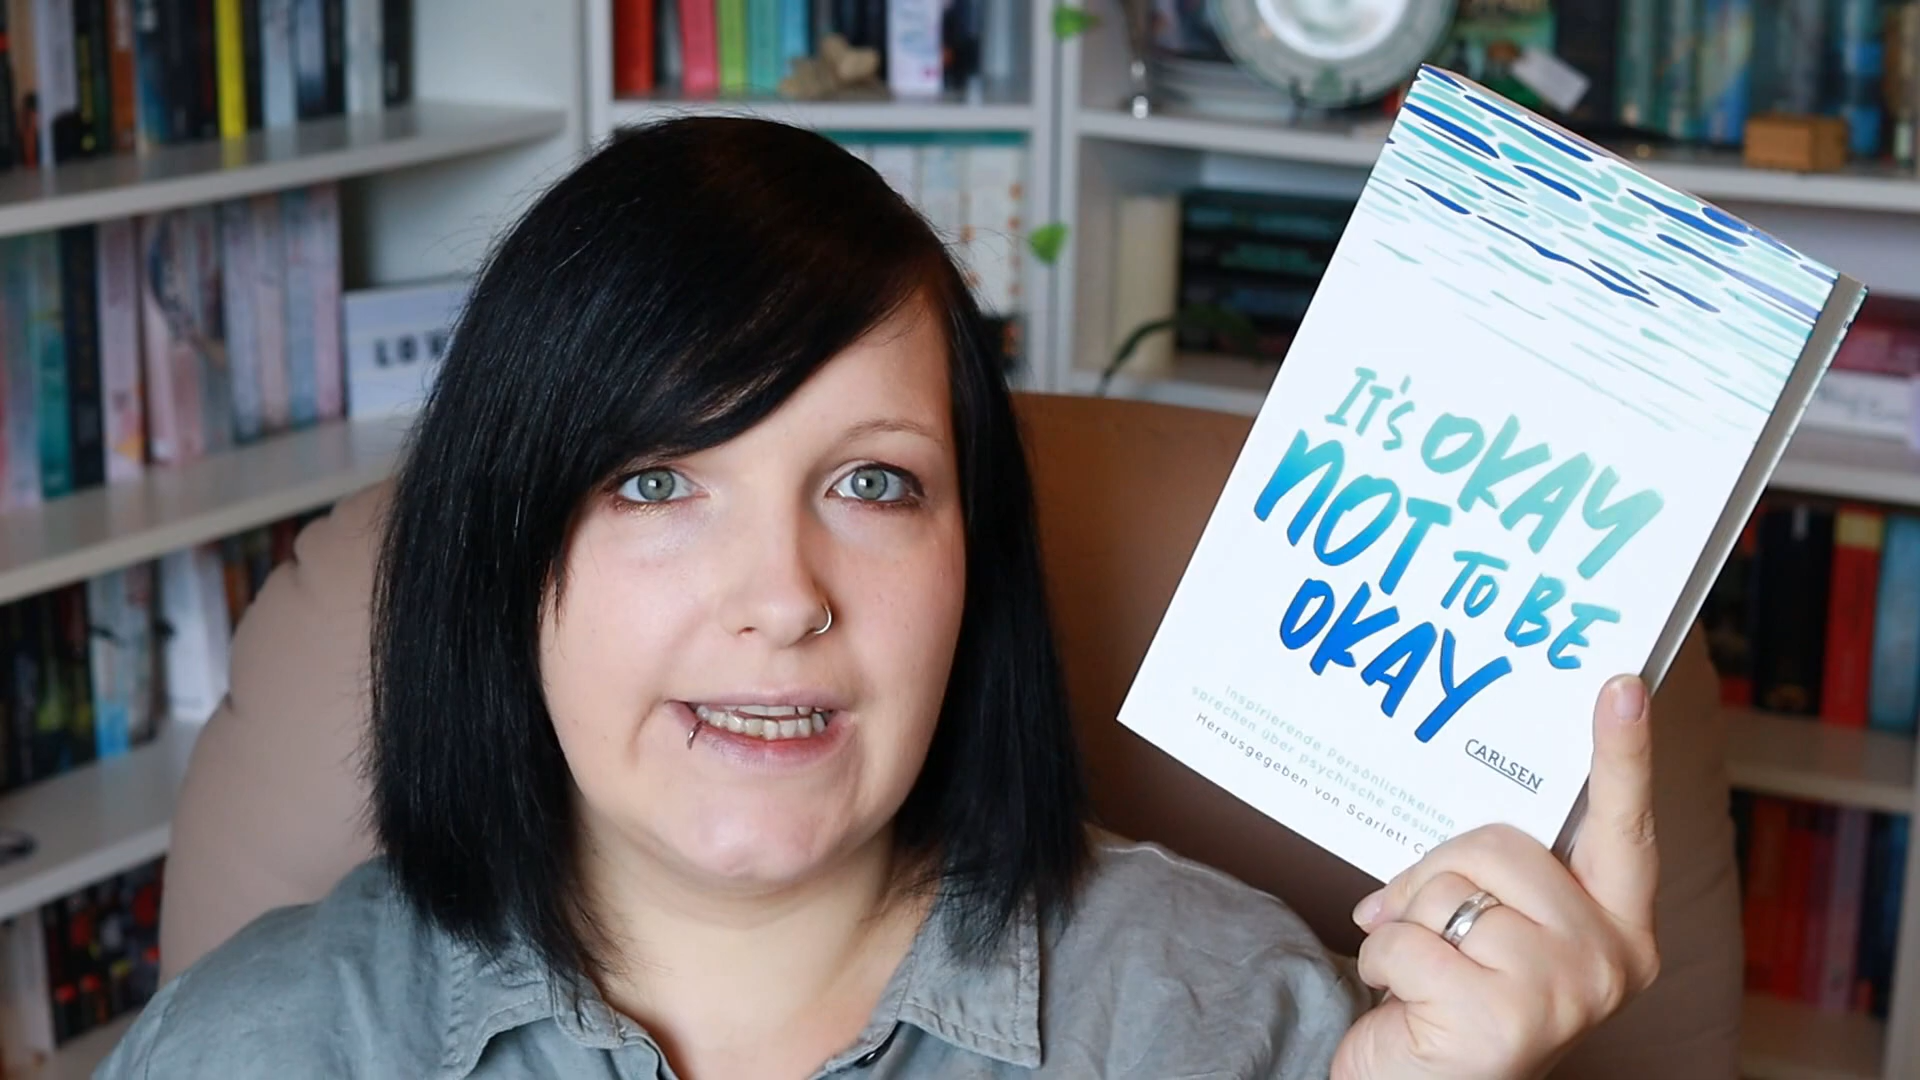 IT'S OKAY
NOT TO BE
OKAY
Inspirierende Persönlichkeiten
sprechen über psychische
Herausgegeben von Scarlett
CARLSEN